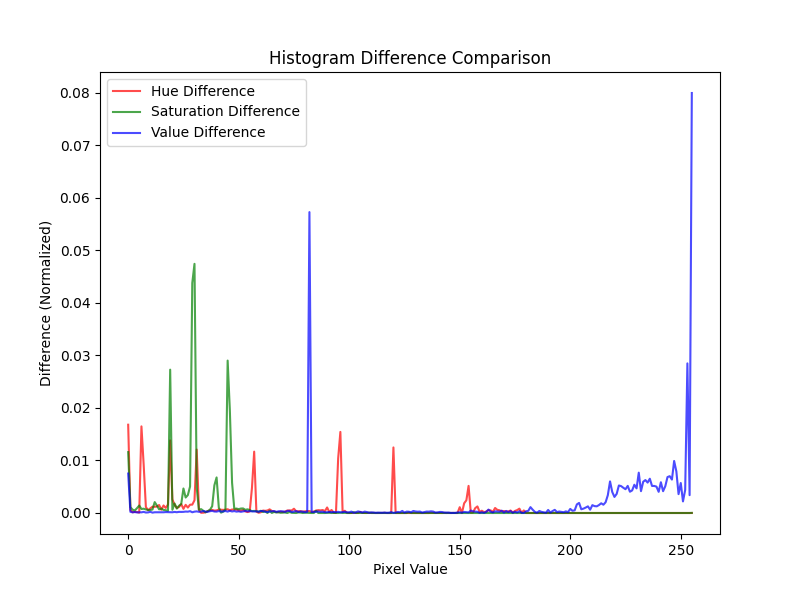 Histogram Difference Comparison
Hue Difference
Saturation Difference
Value Difference
0.08
0.07
0.06
0.05
0.04
0.03
0.02
0.01
0.00
Difference (Normalized)
0 50 100 150 200 250
Pixel Value